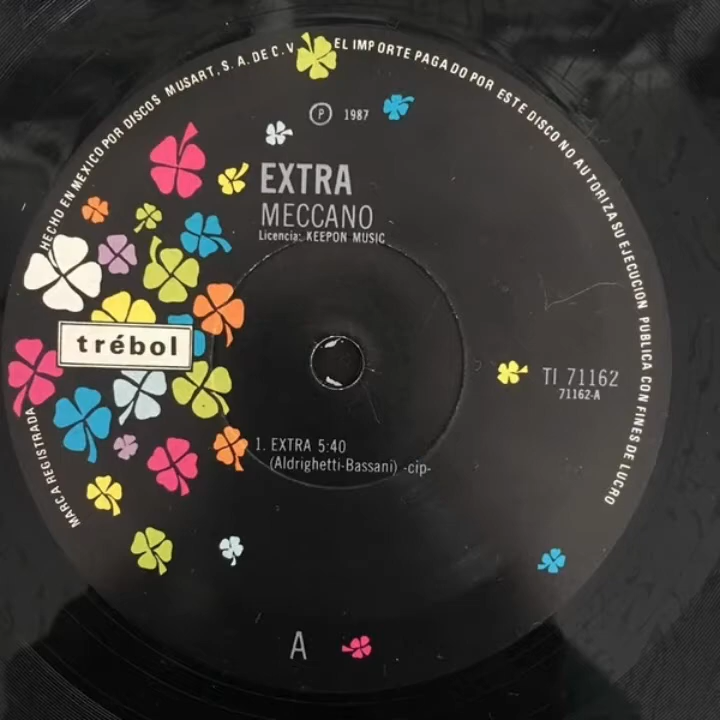 HECHO EN MEXICO POR DISCOS MUSART, S. A. DE C. V. EL IMPORTE PAGADO POR ESTE DISCO NO AUTORIZA SU EJECUCION PUBLICA CON FINES DE LUCRO
Ⓟ 1987
EXTRA
MECCANO
Licencia: KEEPON MUSIC
trébol
TI 71162
71162-A
1. EXTRA 5:40
(Aldrighetti-Bassani) -cip-
MARCA REGISTRADA
A